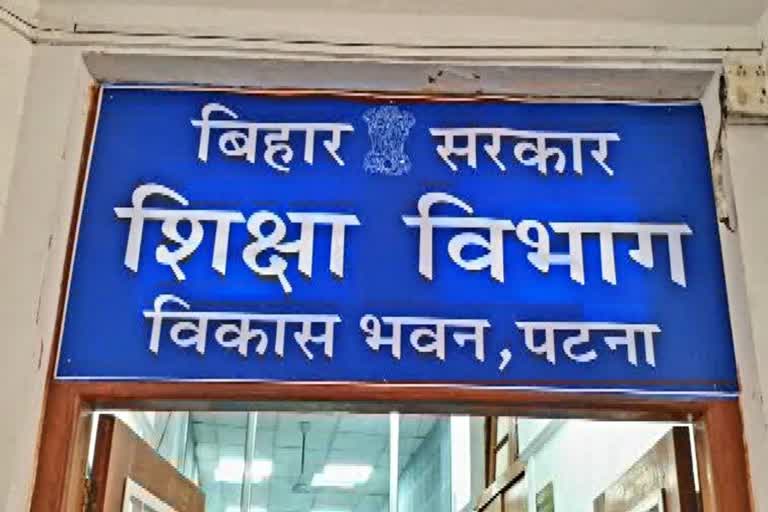 बिहार सरकार
शिक्षा विभाग
विकास भवन, पटना